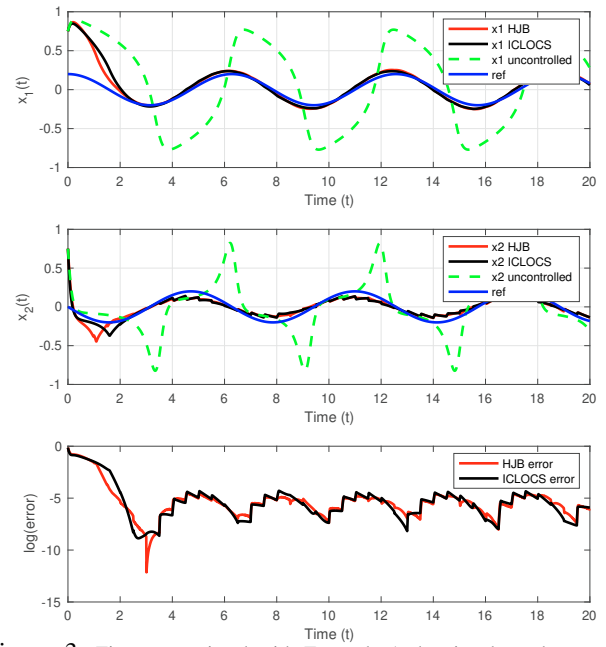 1
0.5
0
-0.5
-1
x1(t)
x1 HJB
x1 ICLOCS
x1 uncontrolled
ref
0 2 4 6 8 10 12 14 16 18 20
Time (t)
1
0.5
0
-0.5
-1
x2(t)
x2 HJB
x2 ICLOCS
x2 uncontrolled
ref
0 2 4 6 8 10 12 14 16 18 20
Time (t)
0
-5
-10
-15
log(error)
HJB error
ICLOCS error
0 2 4 6 8 10 12 14 16 18 20
Time (t)